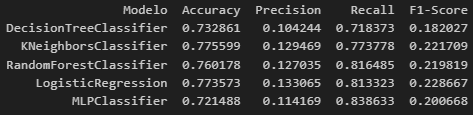 Modelo Accuracy Precision Recall F1-Score
DecisionTreeClassifier 0.732861 0.104244 0.718373 0.182027
KNeighborsClassifier 0.775599 0.129469 0.773778 0.221709
RandomForestClassifier 0.760178 0.127035 0.816485 0.219819
LogisticRegression 0.773573 0.133065 0.813323 0.228667
MLPClassifier 0.721488 0.114169 0.838633 0.200668